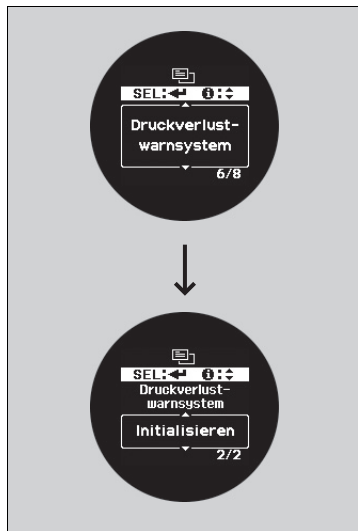 SEL:↵ ℹ:⬍
Druckverlust-
warnsystem
6/8
SEL:↵ ℹ:⬍
Druckverlust-
warnsystem
Initialisieren
2/2